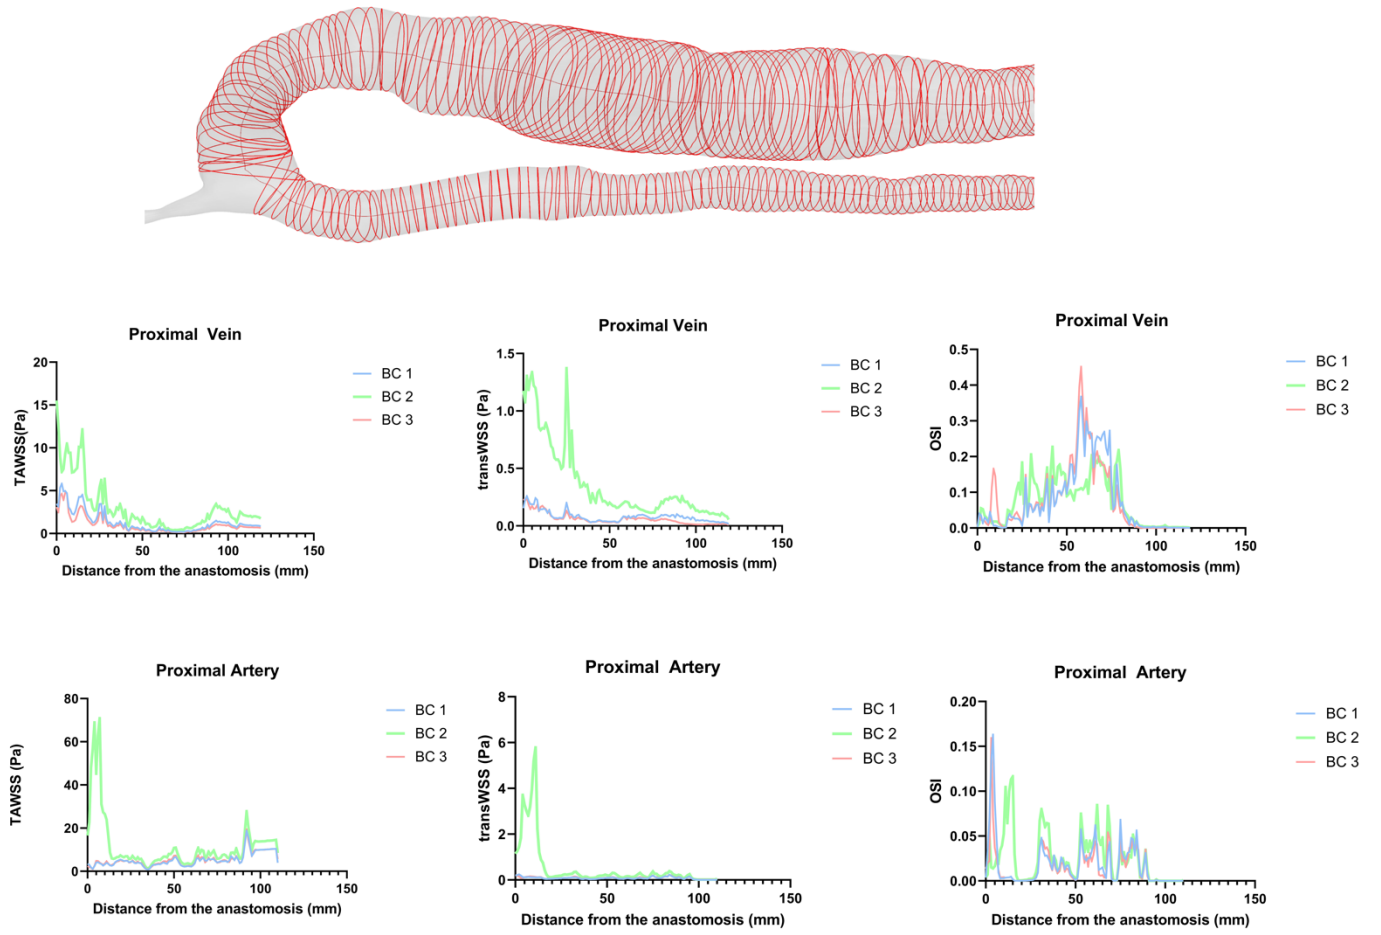 Proximal Vein
20
15
10
5
0
TAWSS(Pa)
0
50
100
150
Distance from the anastomosis (mm)
BC 1
BC 2
BC 3
Proximal Vein
1.5
1.0
0.5
0.0
transWSS (Pa)
0
50
100
150
Distance from the anastomosis (mm)
BC 1
BC 2
BC 3
Proximal Vein
0.5
0.4
0.3
0.2
0.1
0.0
OSI
0
50
100
150
Distance from the anastomosis (mm)
BC 1
BC 2
BC 3
Proximal Artery
80
60
40
20
0
TAWSS (Pa)
0
50
100
150
Distance from the anastomosis (mm)
BC 1
BC 2
BC 3
Proximal Artery
8
6
4
2
0
transWSS (Pa)
0
50
100
150
Distance from the anastomosis (mm)
BC 1
BC 2
BC 3
Proximal Artery
0.20
0.15
0.10
0.05
0.00
OSI
0
50
100
150
Distance from the anastomosis (mm)
BC 1
BC 2
BC 3